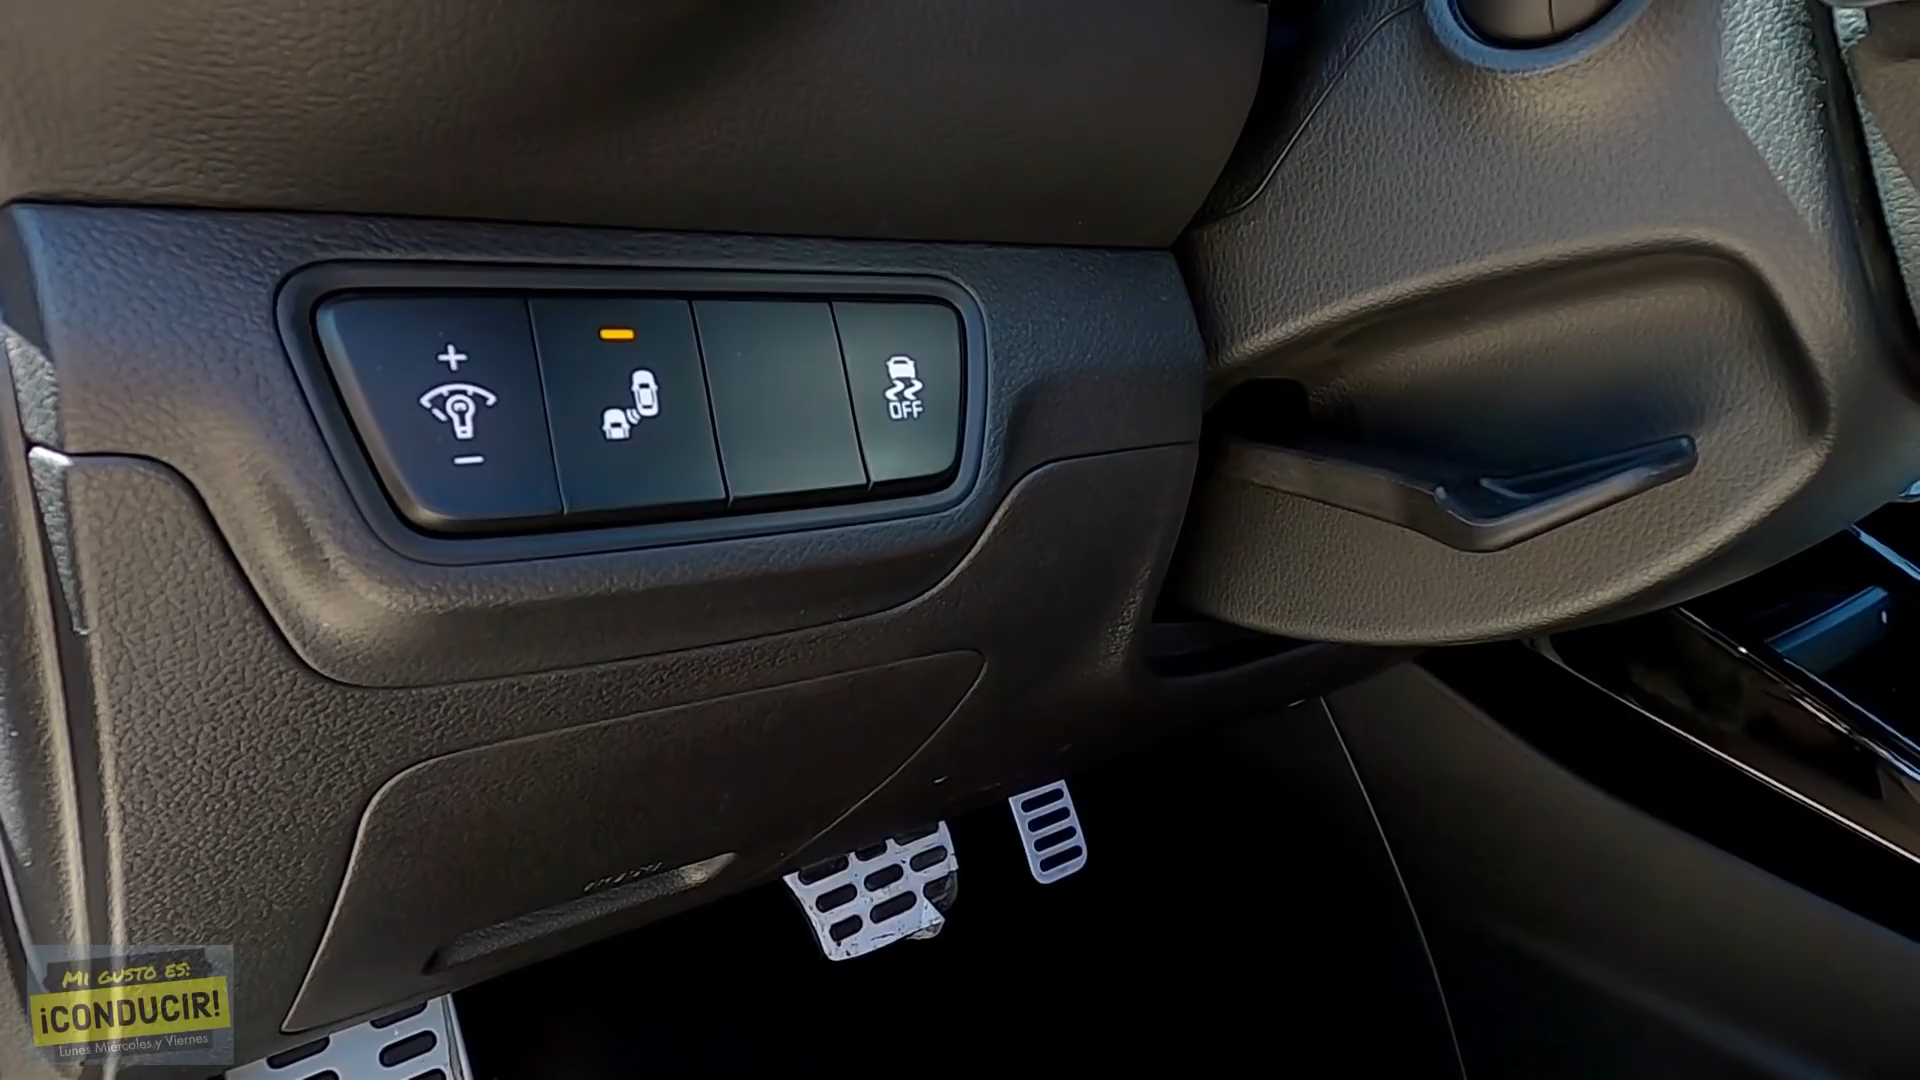 +
−
OFF
MI GUSTO ES:
¡CONDUCIR!
Lunes Miércoles y Viernes